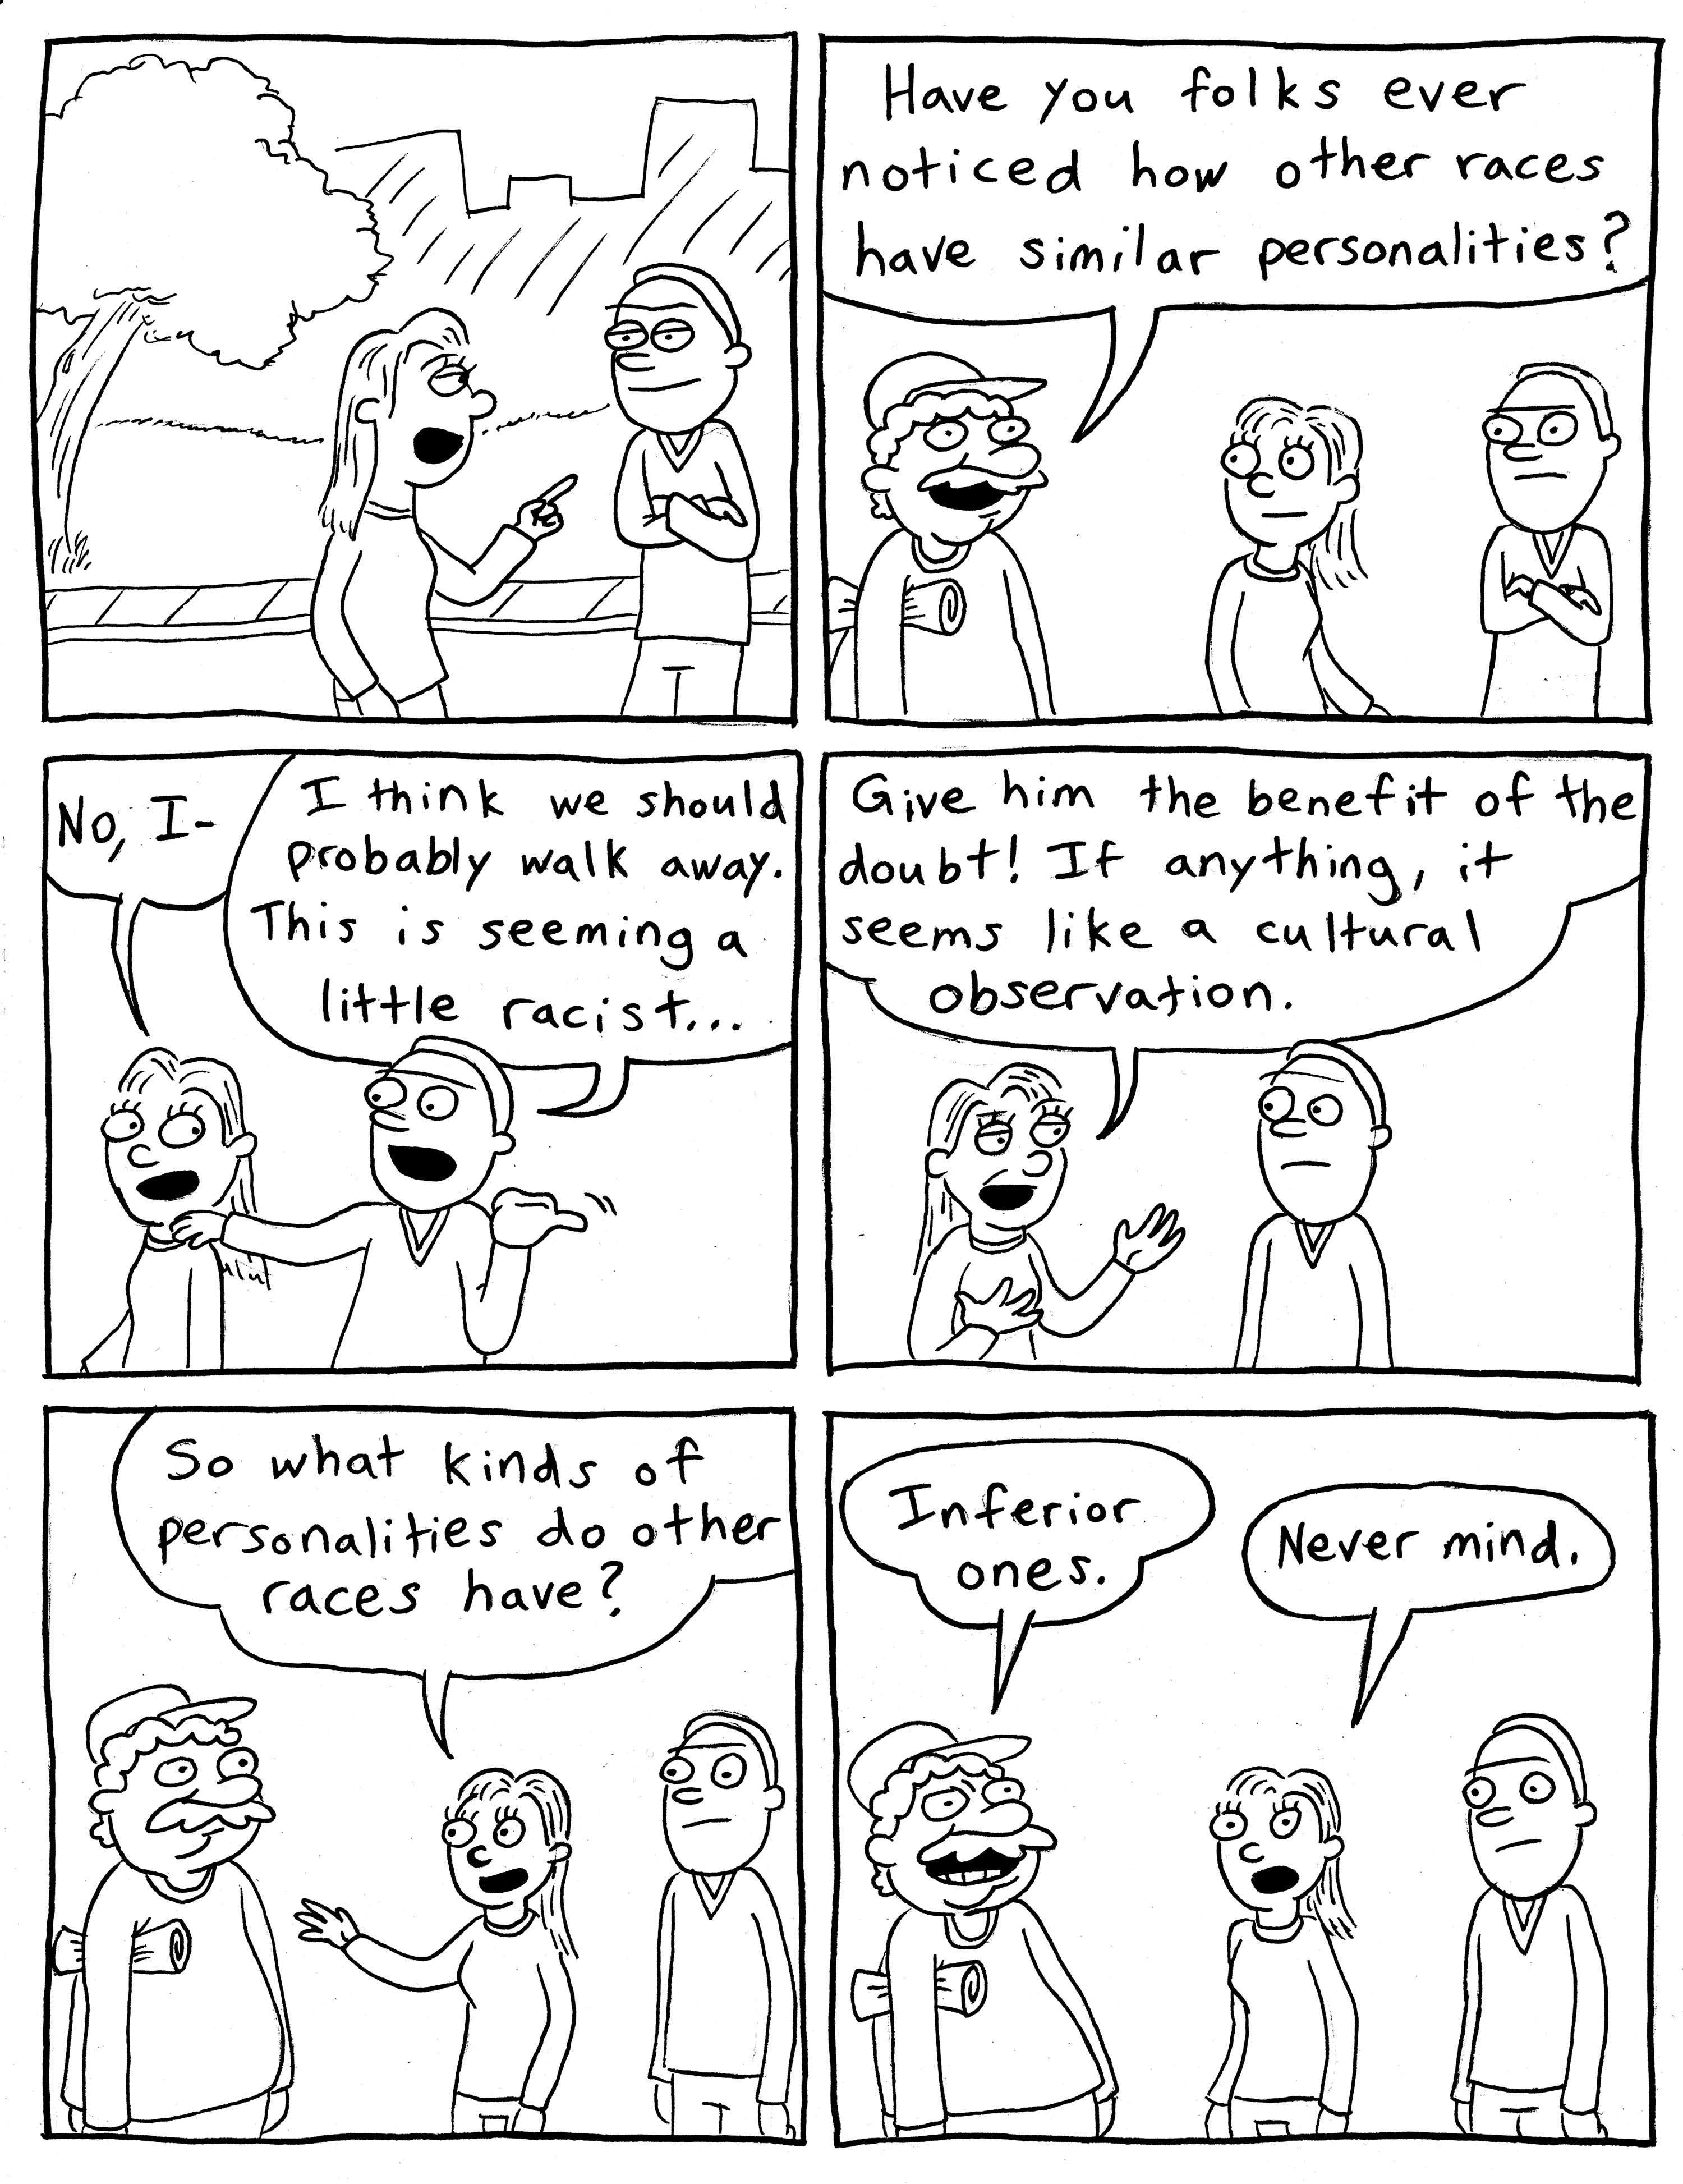 Have you folks ever
noticed how other races
have similar personalities?
No, I-
I think we should
probably walk away.
This is seeming a
little racist...
Give him the benefit of the
doubt! If anything, it
seems like a cultural
observation.
So what kinds of
personalities do other
races have?
Inferior
ones.
Never mind.